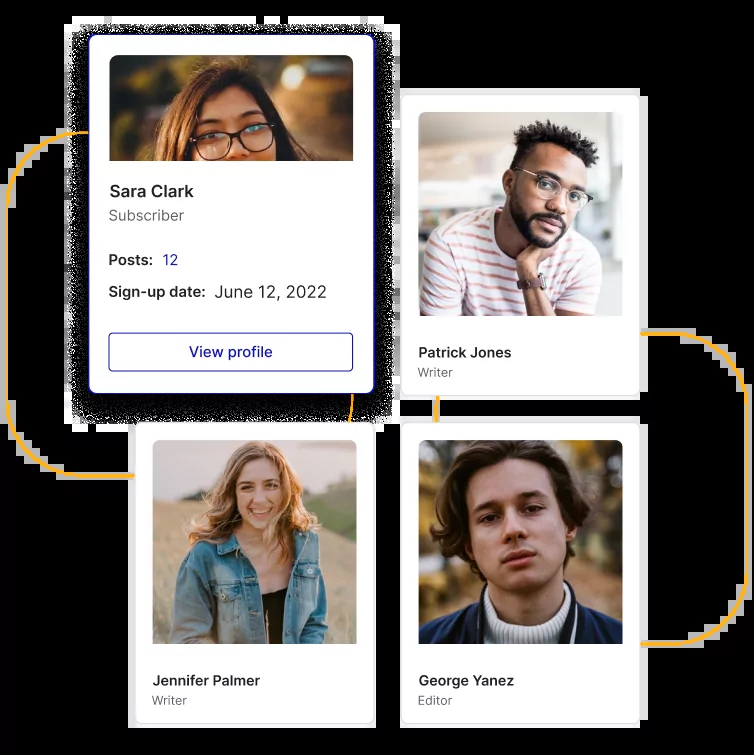 Sara Clark
Subscriber
Posts: 12
Sign-up date: June 12, 2022
View profile
Patrick Jones
Writer
Jennifer Palmer
Writer
George Yanez
Editor